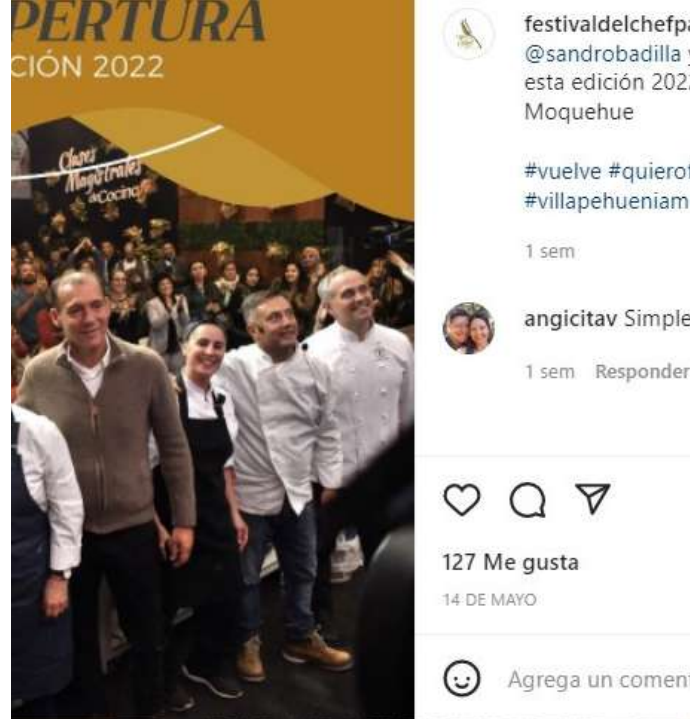 PERTURA
CIÓN 2022
Clases
Magistrales
de Cocina
festivaldelchefpa
@sandrobadilla y
esta edición 202
Moquehue
#vuelve #quierof
#villapehueniam
1 sem
angicitav Simple
1 sem Responder
127 Me gusta
14 DE MAYO
Agrega un coment